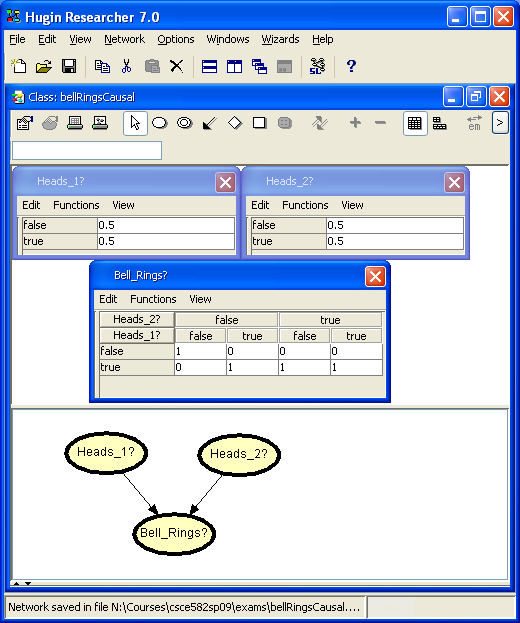 Hugin Researcher 7.0
File Edit View Network Options Windows Wizards Help
SL ?
Class: bellRingsCausal
em >
Heads_1? Heads_2?
Edit Functions View Edit Functions View
false 0.5 false 0.5
true 0.5 true 0.5
Bell_Rings?
Edit Functions View
Heads_2? false true
Heads_1? false true false true
false 1 0 0 0
true 0 1 1 1
Heads_1? Heads_2?
Bell_Rings?
Network saved in file N:\Courses\csce582sp09\exams\bellRingsCausal....